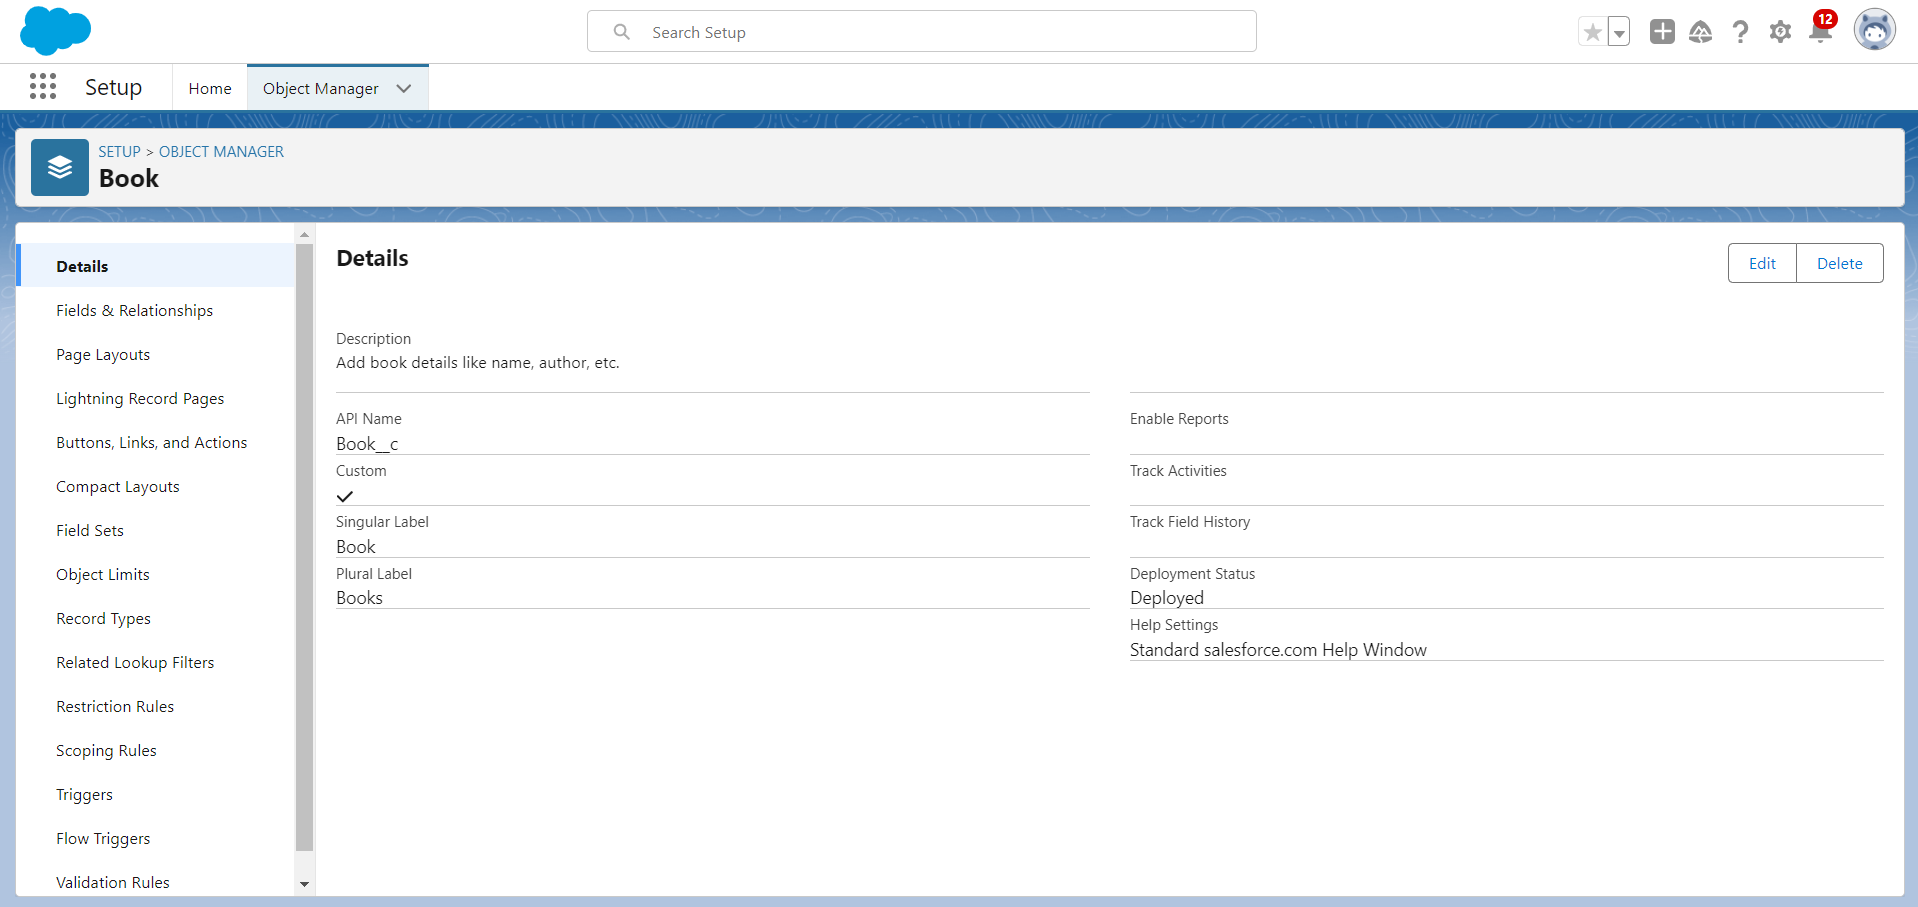 Search Setup
12
Setup
Home
Object Manager
SETUP > OBJECT MANAGER
Book
Details
Fields & Relationships
Page Layouts
Lightning Record Pages
Buttons, Links, and Actions
Compact Layouts
Field Sets
Object Limits
Record Types
Related Lookup Filters
Restriction Rules
Scoping Rules
Triggers
Flow Triggers
Validation Rules
Details
Edit
Delete
Description
Add book details like name, author, etc.
API Name
Book__c
Custom
Singular Label
Book
Plural Label
Books
Enable Reports
Track Activities
Track Field History
Deployment Status
Deployed
Help Settings
Standard salesforce.com Help Window